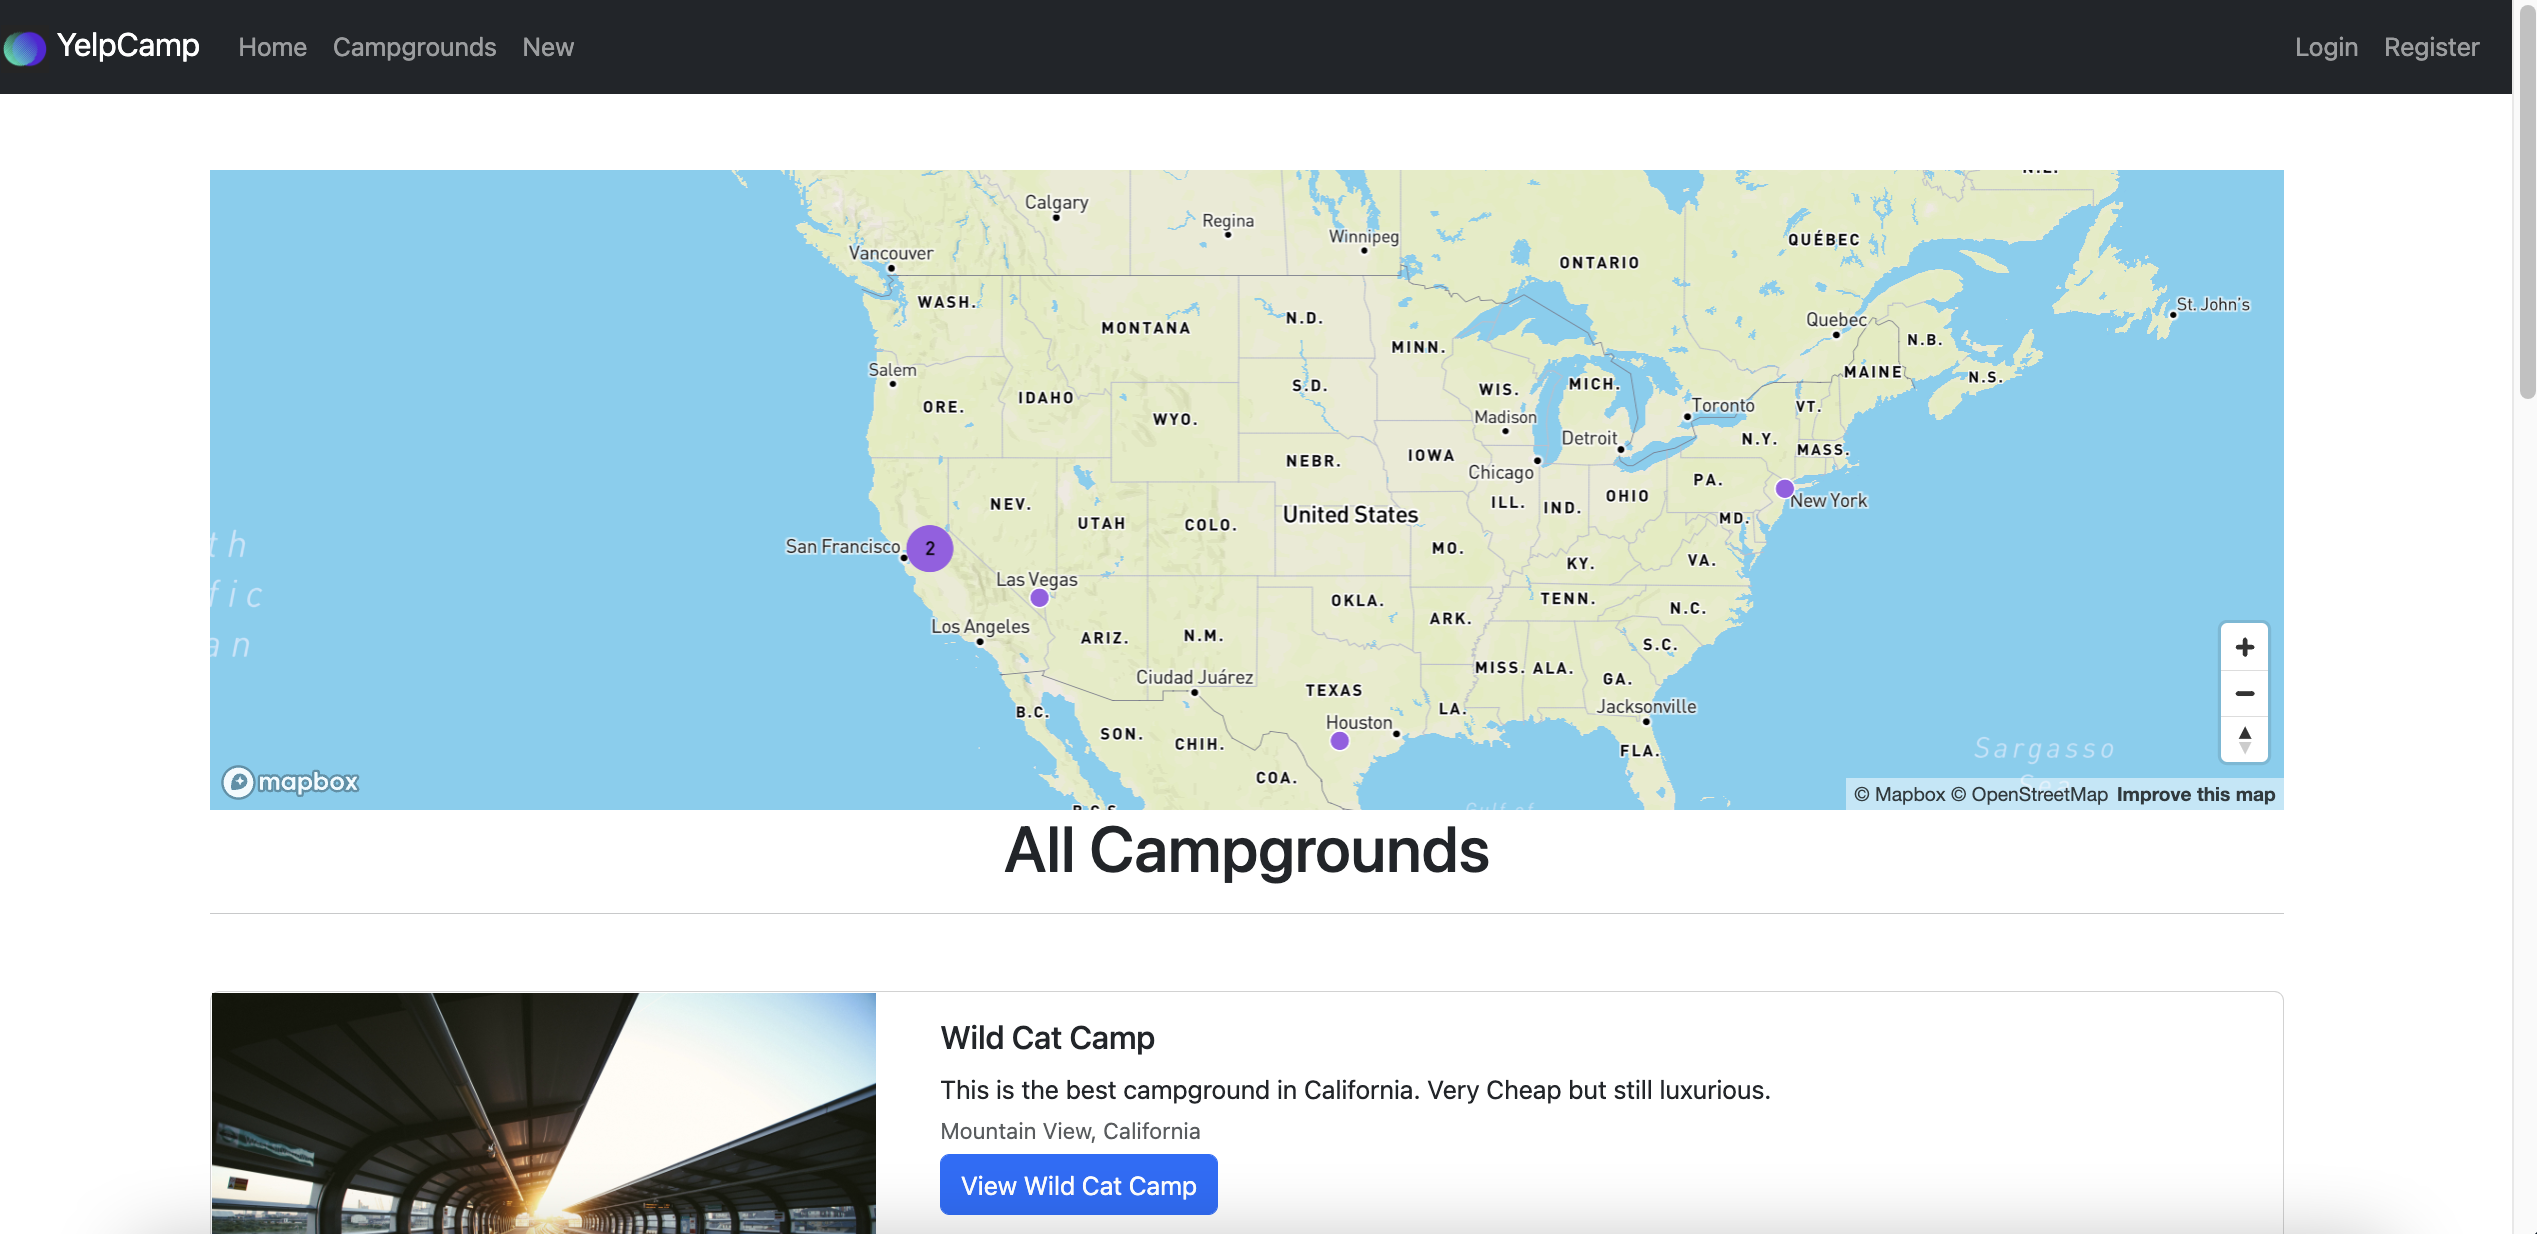 YelpCamp Home Campgrounds New Login Register
Calgary
Regina
Winnipeg
QUÉBEC
Vancouver
ONTARIO
WASH.
St. John's
N.D.
Quebec
MONTANA
N.B.
MINN.
Salem
MAINE
N.S.
S.D.
MICH.
WIS.
IDAHO
ORE.
Toronto
VT.
WYO.
Madison
Detroit
N.Y.
MASS.
IOWA
NEBR.
Chicago
PA.
OHIO
New York
NEV.
ILL.
IND.
United States
MD.
UTAH
COLO.
San Francisco
2
MO.
VA.
KY.
Las Vegas
TENN.
OKLA.
N.C.
ARK.
Los Angeles
ARIZ.
N.M.
S.C.
MISS.
ALA.
Ciudad Juárez
GA.
TEXAS
Jacksonville
LA.
B.C.
Houston
SON.
CHIH.
FLA.
Sargasso
Sea
COA.
mapbox
B.C.S.
Gulf of
© Mapbox © OpenStreetMap Improve this map
All Campgrounds
Wild Cat Camp
This is the best campground in California. Very Cheap but still luxurious.
Mountain View, California
View Wild Cat Camp